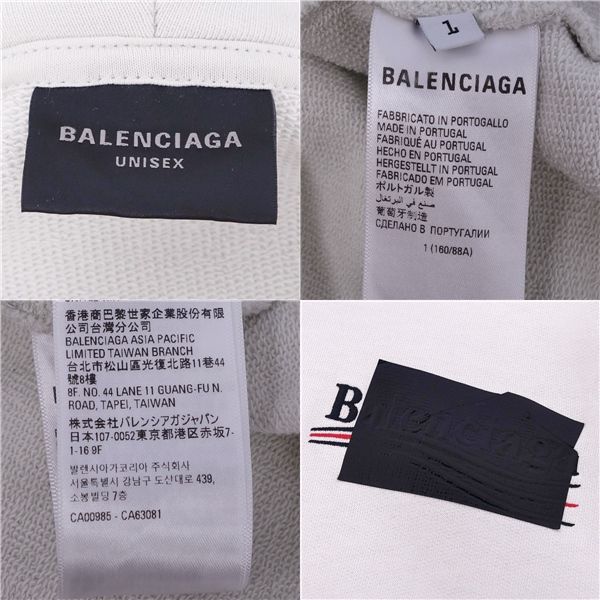 BALENCIAGA
UNISEX
1
BALENCIAGA
FABBRICATO IN PORTOGALLO
MADE IN PORTUGAL
FABRIQUÉ AU PORTUGAL
HECHO EN PORTUGAL
HERGESTELLT IN PORTUGAL
FABRICADO EM PORTUGAL
ポルトガル製
صنع في البرتغال
葡萄牙制造
СДЕЛАНО В ПОРТУГАЛИИ
1 (160/88A)
香港商巴黎世家企業股份有限
公司台灣分公司
BALENCIAGA ASIA PACIFIC
LIMITED TAIWAN BRANCH
台北市松山區光復北路11巷44
號8樓
8F. NO. 44 LANE 11 GUANG-FU N.
ROAD, TAIPEI, TAIWAN
株式会社バレンシアガジャパン
日本107-0052東京都港区赤坂7-
1-16 9F
발렌시아가코리아 주식회사
서울특별시 강남구 도산대로 439,
소봉빌딩 7층
CA00985 - CA63081
Balenciaga